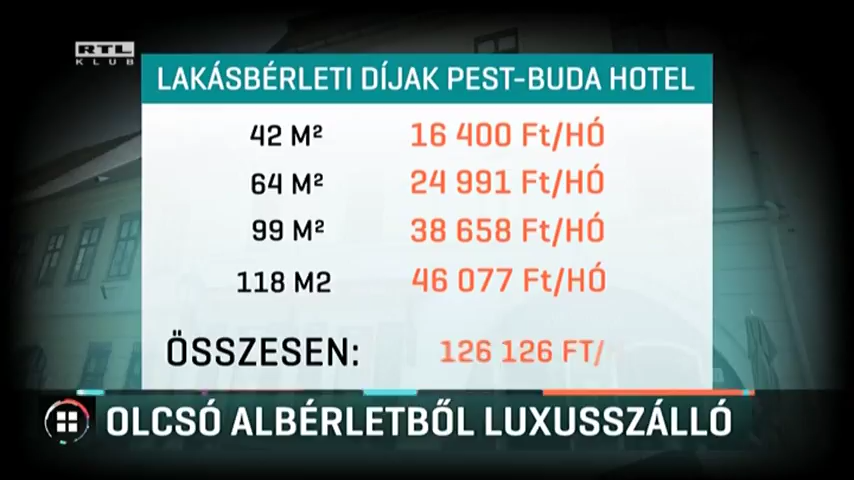 RTL
KLUB
LAKÁSBÉRLETI DÍJAK PEST-BUDA HOTEL
42 M² 16 400 Ft/HÓ
64 M² 24 991 Ft/HÓ
99 M² 38 658 Ft/HÓ
118 M2 46 077 Ft/HÓ
ÖSSZESEN: 126 126 FT/
OLCSÓ ALBÉRLETBŐL LUXUSSZÁLLÓ